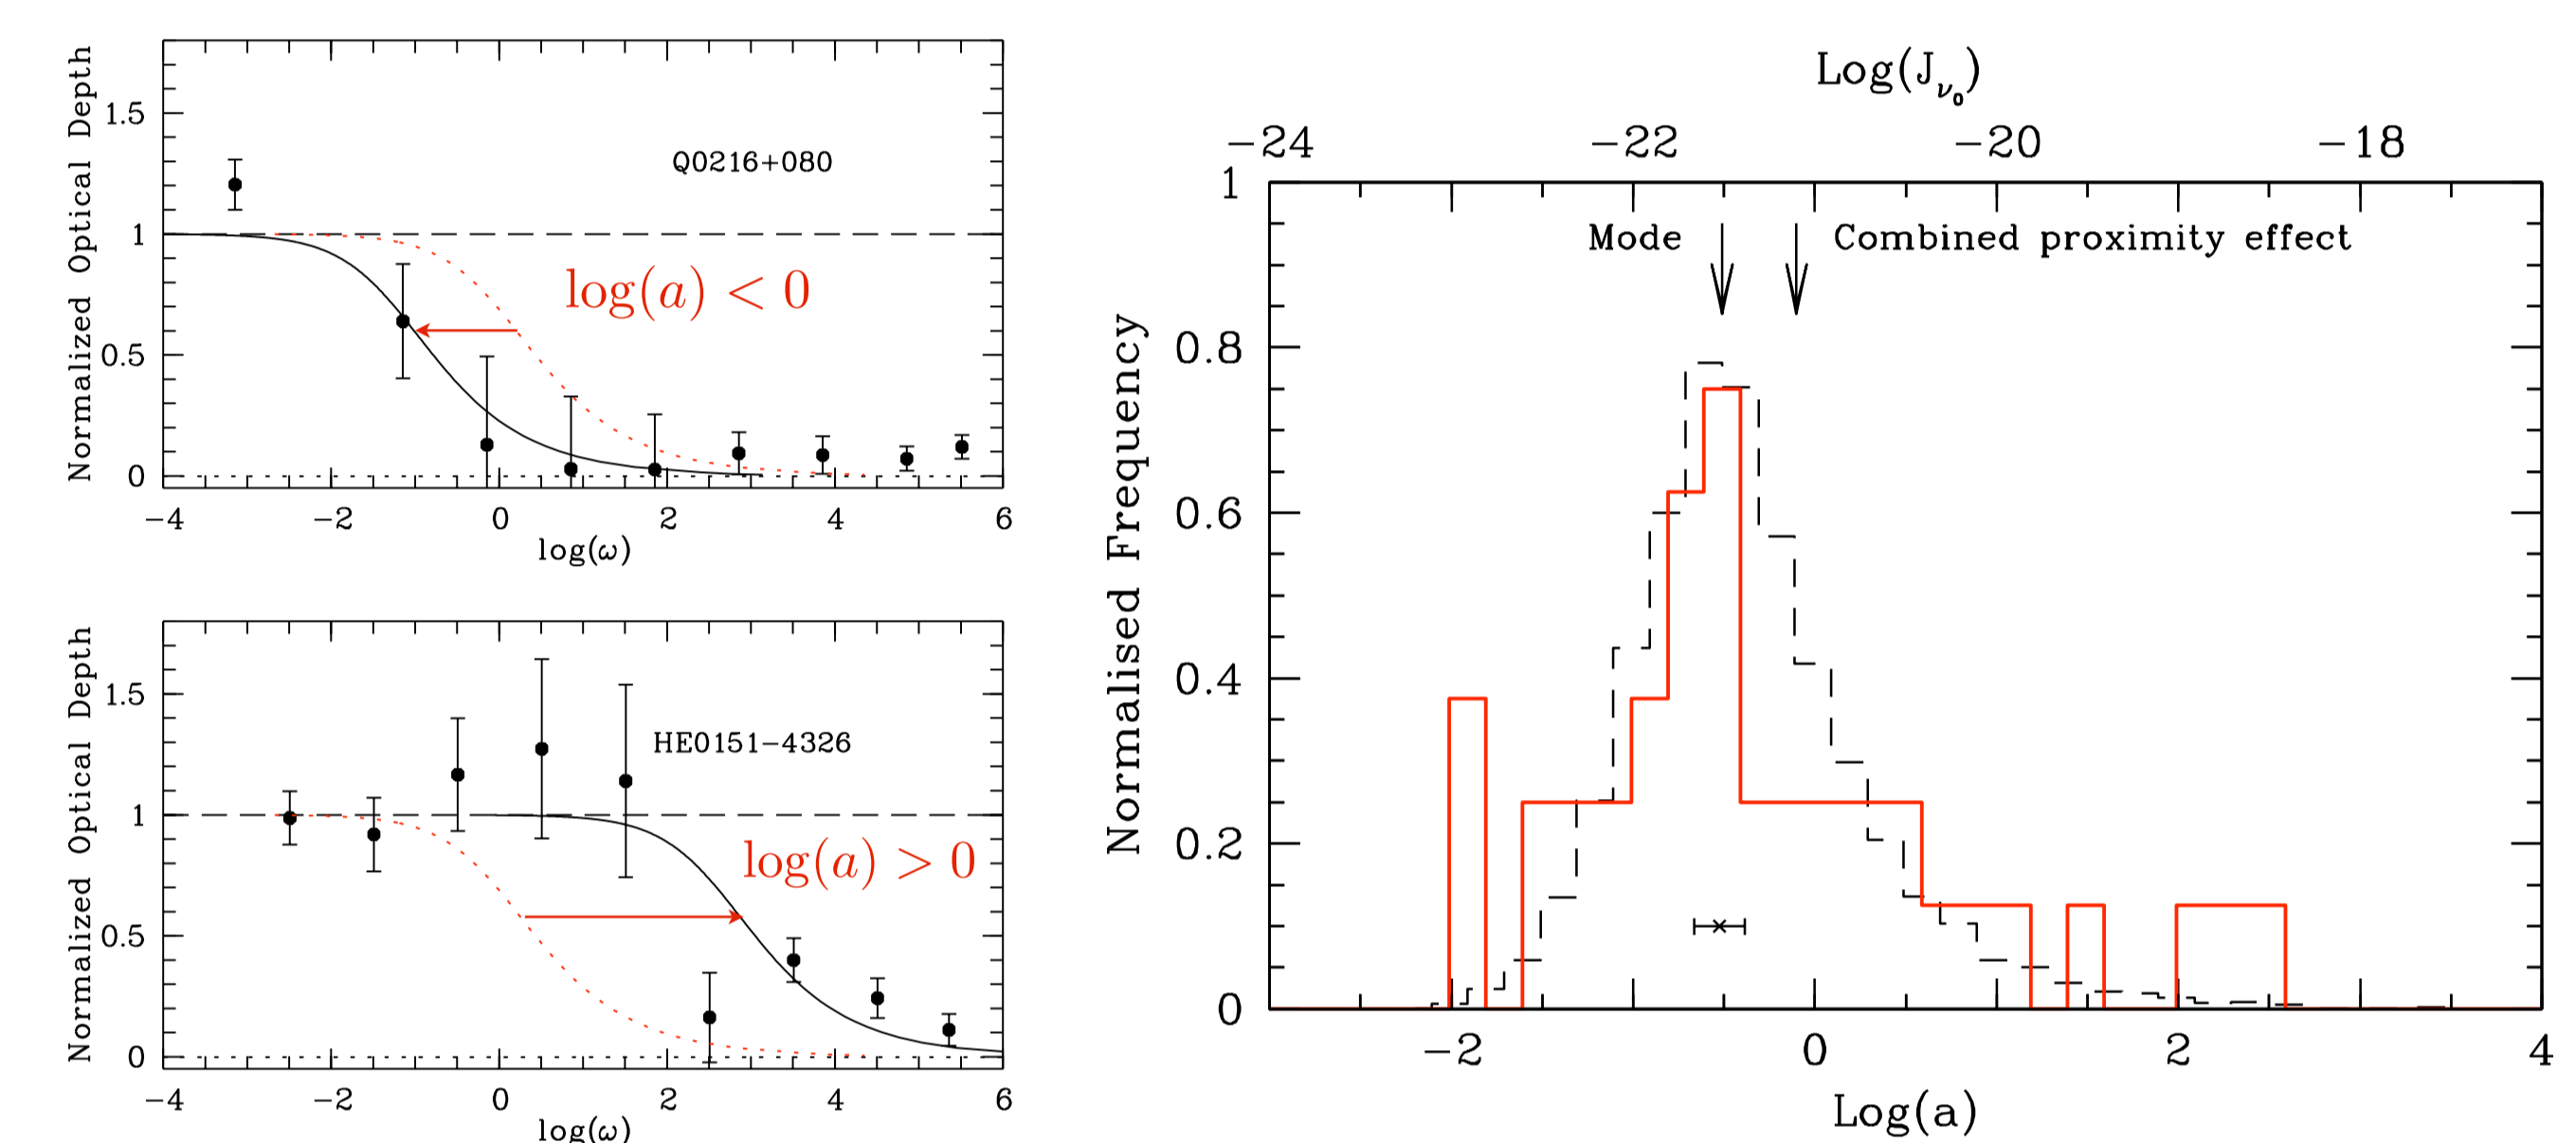 Normalized Optical Depth
1.5
1
0.5
0
Q0216+080
log(a) < 0
−4 −2 0 2 4 6
log(ω)
Normalized Optical Depth
1.5
1
0.5
0
HE0151−4326
log(a) > 0
−4 −2 0 2 4 6
log(ω)
Log(J_ν₀)
−24 −22 −20 −18
Normalised Frequency
1
0.8
0.6
0.4
0.2
0
Mode
Combined proximity effect
−2 0 2 4
Log(a)